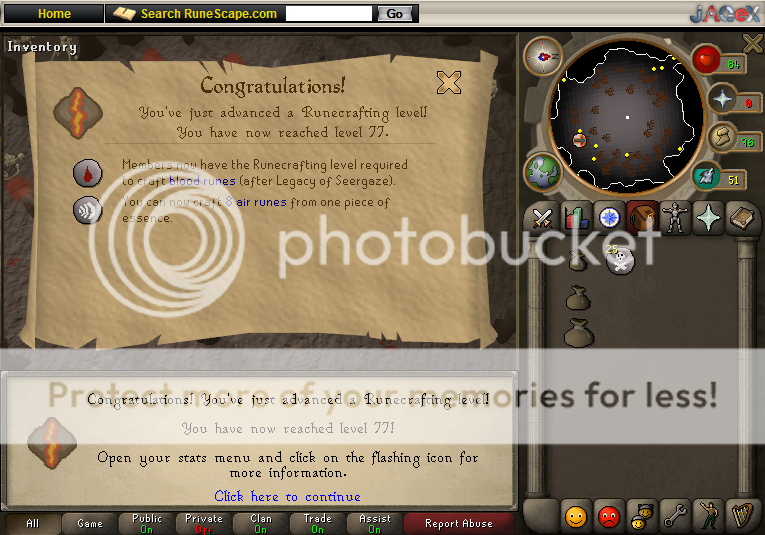 Home
Search RuneScape.com
Go
JAGeX
Inventory
Congratulations!
You've just advanced a Runecrafting level!
You have now reached level 77.
Members now have the Runecrafting level required
to craft blood runes (after Legacy of Seergaze).
You can now craft 8 air runes from one piece of
essence.
photobucket
Protect more of your memories for less!
Congratulations! You've just advanced a Runecrafting level!
You have now reached level 77!
Open your stats menu and click on the flashing icon for
more information.
Click here to continue
All
Game
Public
On
Private
Clan
On
Trade
On
Assist
On
Report Abuse
N
84
0
96
51
25